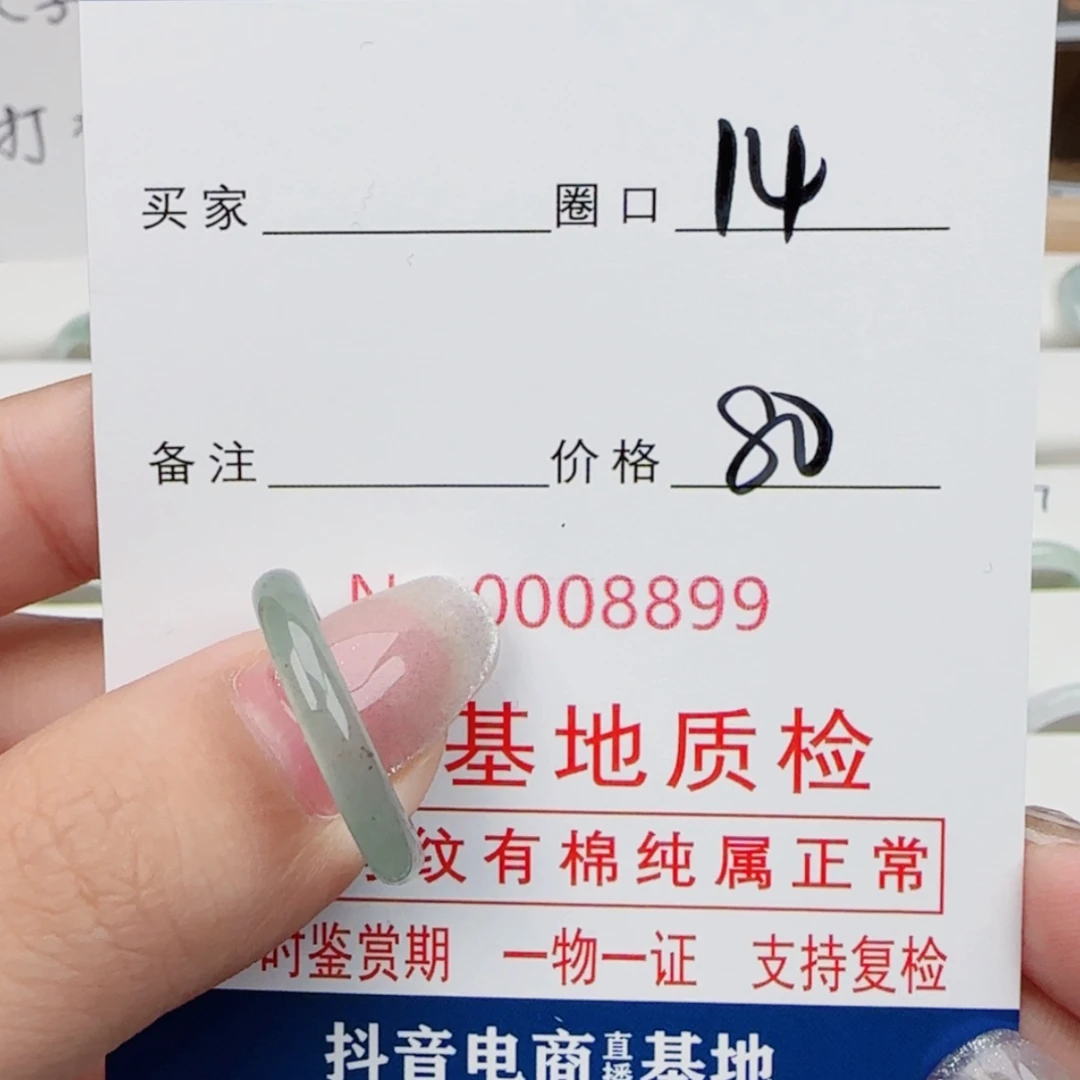 打
买家 圈口 14
备注 价格 80
N 0008899
基地质检
纹有棉纯属正常
时鉴赏期 一物一证 支持复检
抖音电商直播基地